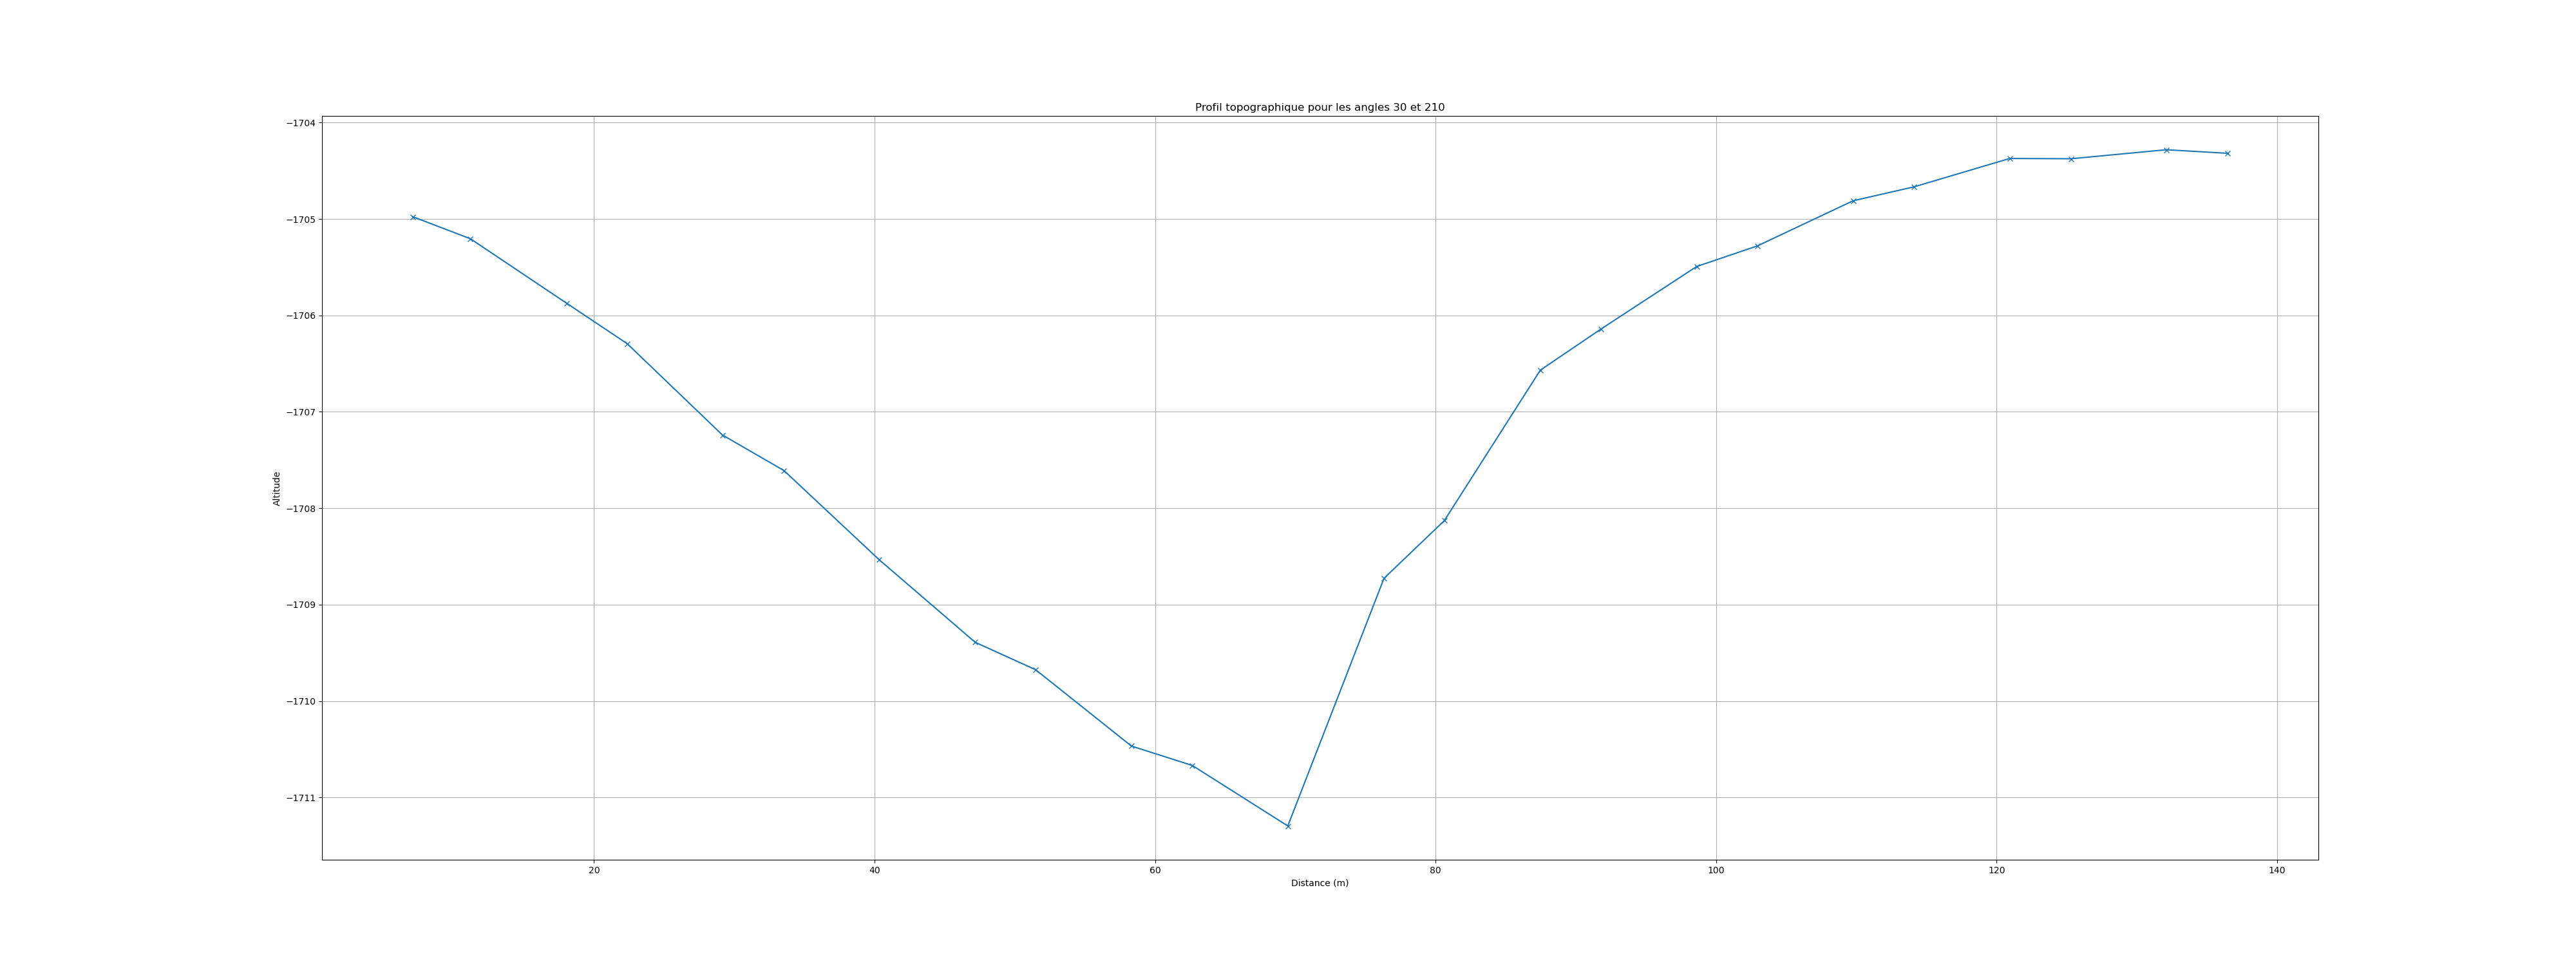 Profil topographique pour les angles 30 et 210
−1704
−1705
−1706
−1707
−1708
−1709
−1710
−1711
Altitude
20 40 60 80 100 120 140
Distance (m)